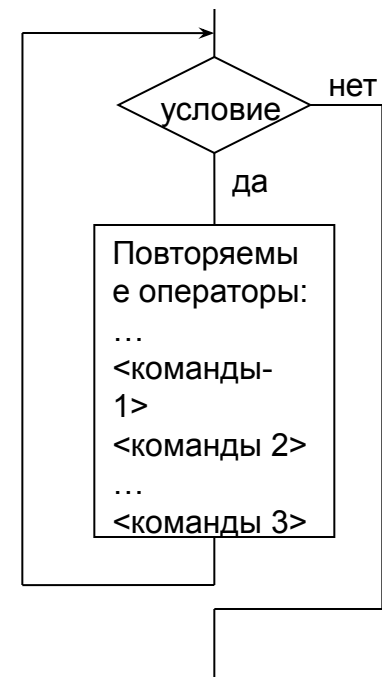 условие
нет
да
Повторяемы
е операторы:
…
<команды-
1>
<команды 2>
…
<команды 3>